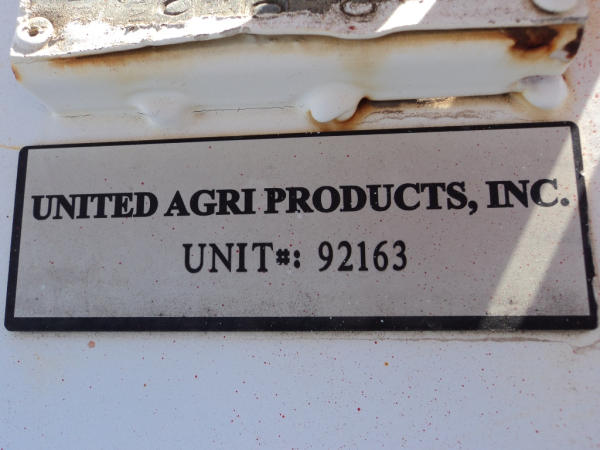 UNITED AGRI PRODUCTS, INC.
UNIT#: 92163